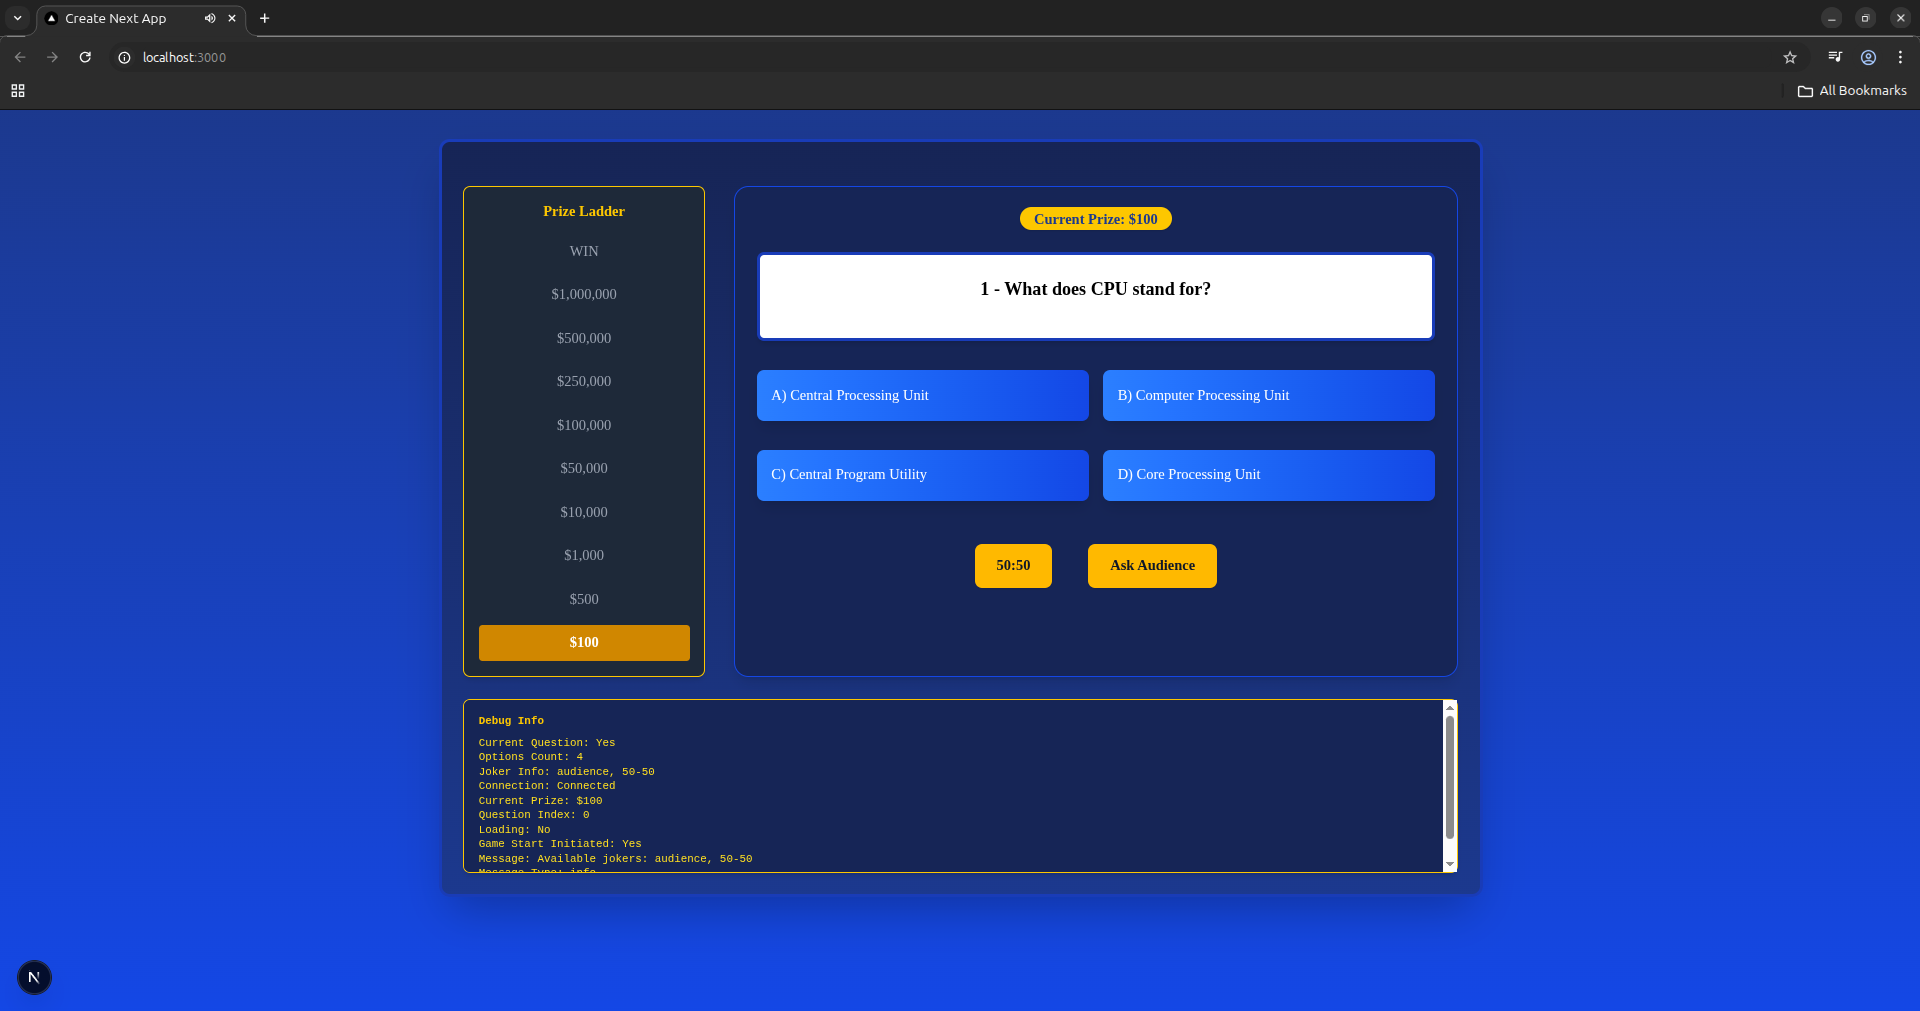 Create Next App
localhost:3000
All Bookmarks
Prize Ladder
WIN
$1,000,000
$500,000
$250,000
$100,000
$50,000
$10,000
$1,000
$500
$100
Current Prize: $100
1 - What does CPU stand for?
A) Central Processing Unit
B) Computer Processing Unit
C) Central Program Utility
D) Core Processing Unit
50:50
Ask Audience
Debug Info
Current Question: Yes
Options Count: 4
Joker Info: audience, 50-50
Connection: Connected
Current Prize: $100
Question Index: 0
Loading: No
Game Start Initiated: Yes
Message: Available jokers: audience, 50-50
Message Type: info
N